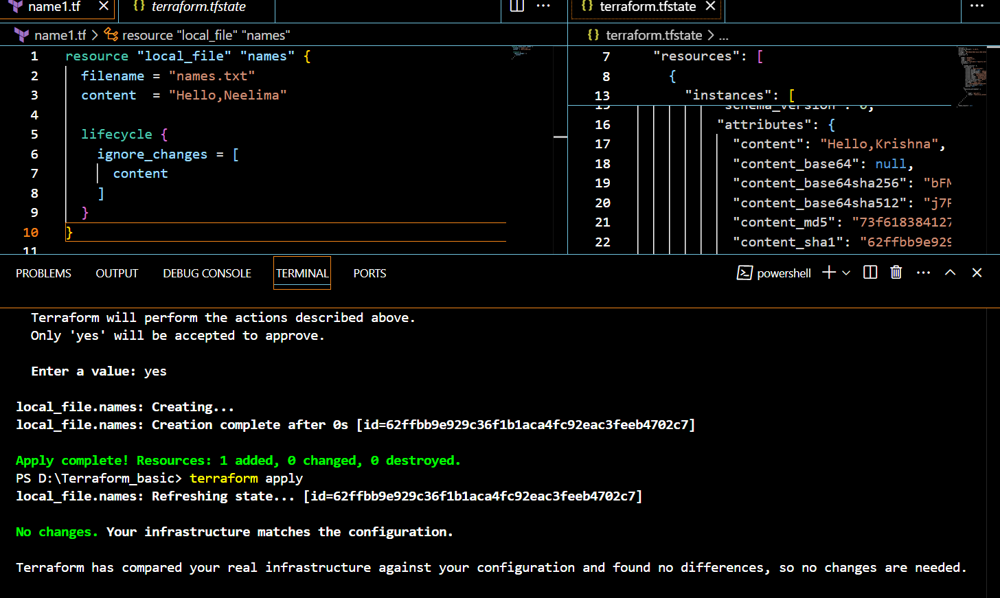 name1.tf
terraform.tfstate
terraform.tfstate
name1.tf > resource "local_file" "names"
{} terraform.tfstate > ...
1 resource "local_file" "names" {
2 filename = "names.txt"
3 content = "Hello,Neelima"
4
5 lifecycle {
6 ignore_changes = [
7 content
8 ]
9 }
10 }
11
7 "resources": [
8 {
13 "instances": [
"schema_version": 0,
16 "attributes": {
17 "content": "Hello,Krishna",
18 "content_base64": null,
19 "content_base64sha256":
20 "content_base64sha512":
21 "content_md5": "73f618384127
22 "content_sha1": "62ffbb9e929
PROBLEMS OUTPUT DEBUG CONSOLE TERMINAL PORTS
powershell
Terraform will perform the actions described above.
Only 'yes' will be accepted to approve.
Enter a value: yes
local_file.names: Creating...
local_file.names: Creation complete after 0s [id=62ffbb9e929c36f1b1aca4fc92eac3feeb4702c7]
Apply complete! Resources: 1 added, 0 changed, 0 destroyed.
PS D:\Terraform_basic> terraform apply
local_file.names: Refreshing state... [id=62ffbb9e929c36f1b1aca4fc92eac3feeb4702c7]
No changes. Your infrastructure matches the configuration.
Terraform has compared your real infrastructure against your configuration and found no differences, so no changes are needed.